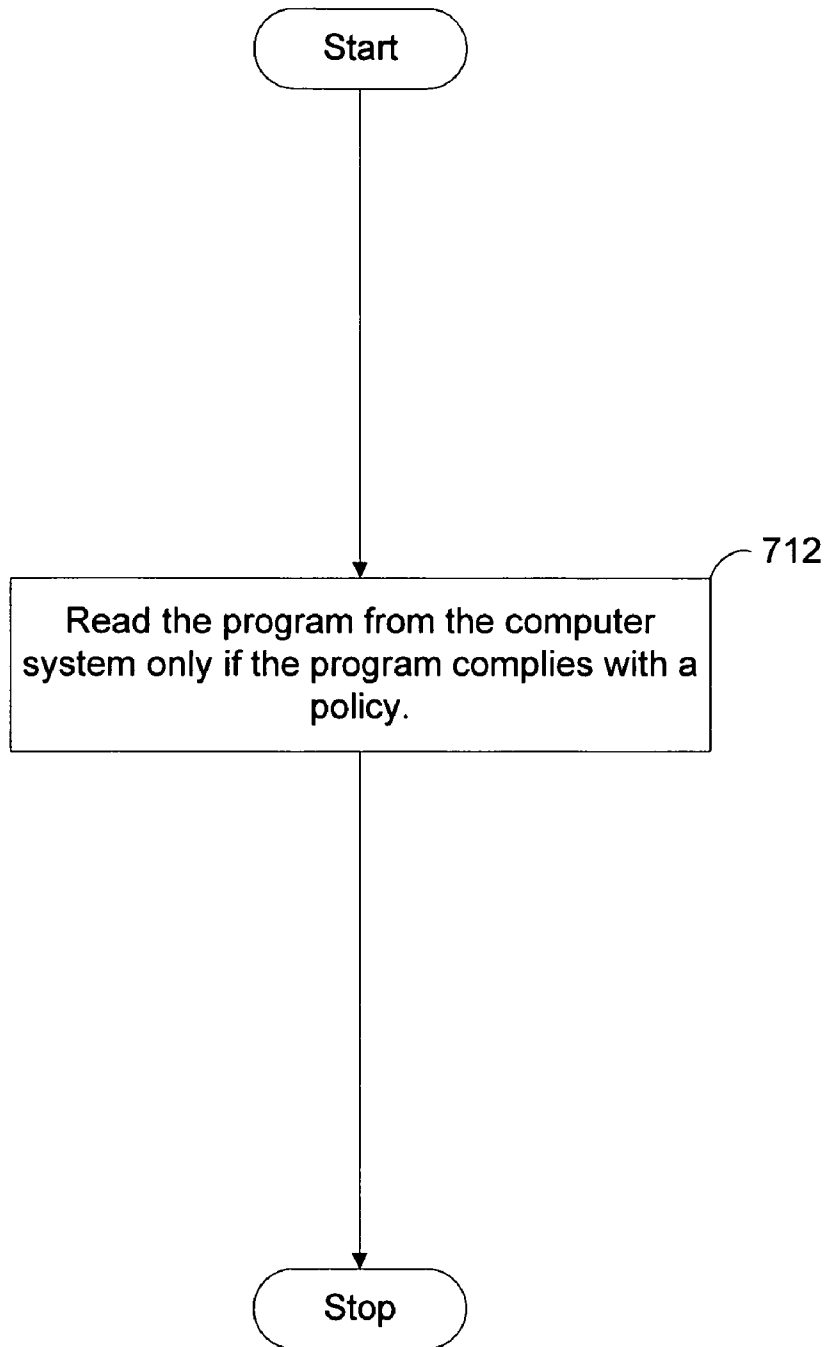 Start
712
Read the program from the computer
system only if the program complies with a
policy.
Stop